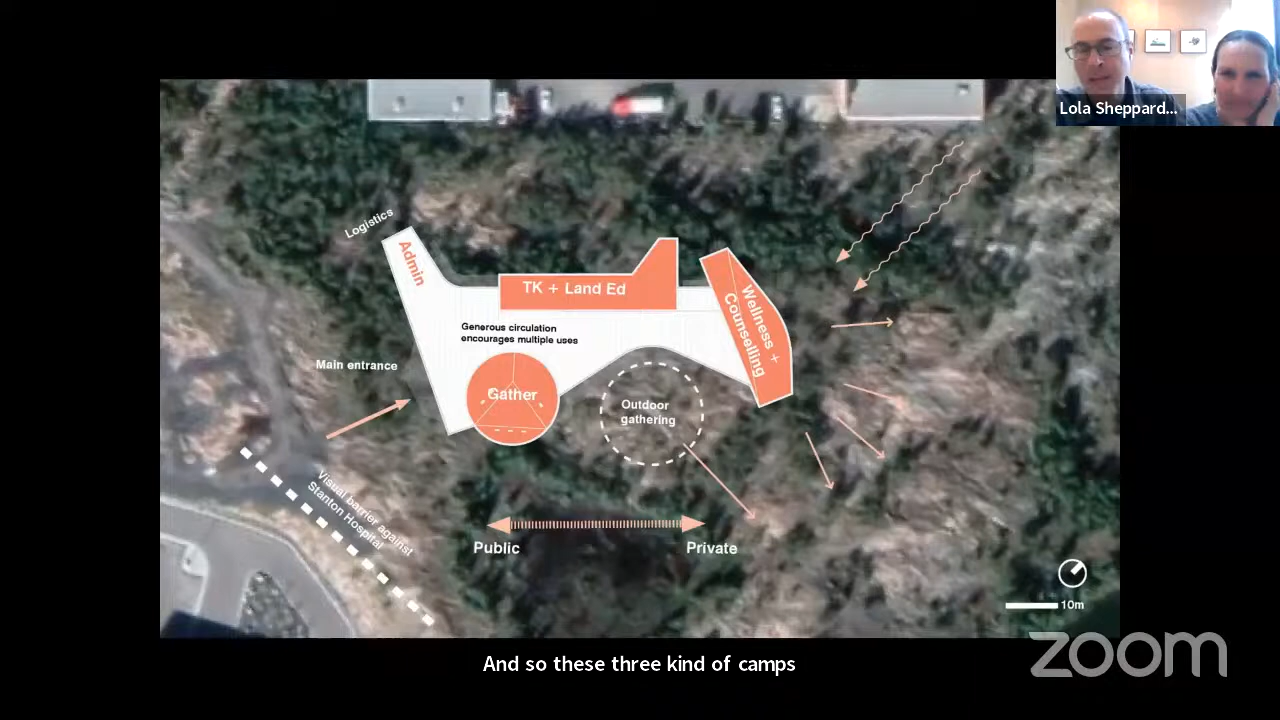 Lola Sheppard...
Logistics
Admin
TK + Land Ed
Wellness +
Counselling
Generous circulation
encourages multiple uses
Main entrance
Gather
Outdoor
gathering
Visual barrier against
Stanton Hospital
Public
Private
10m
zoom
And so these three kind of camps